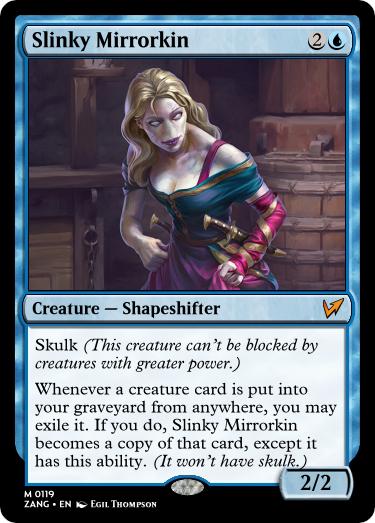 Slinky Mirrorkin 2
Creature — Shapeshifter
Skulk (This creature can't be blocked by
creatures with greater power.)
Whenever a creature card is put into
your graveyard from anywhere, you may
exile it. If you do, Slinky Mirrorkin
becomes a copy of that card, except it
has this ability. (It won't have skulk.)
2/2
M 0119
ZANG • EN Egil Thompson